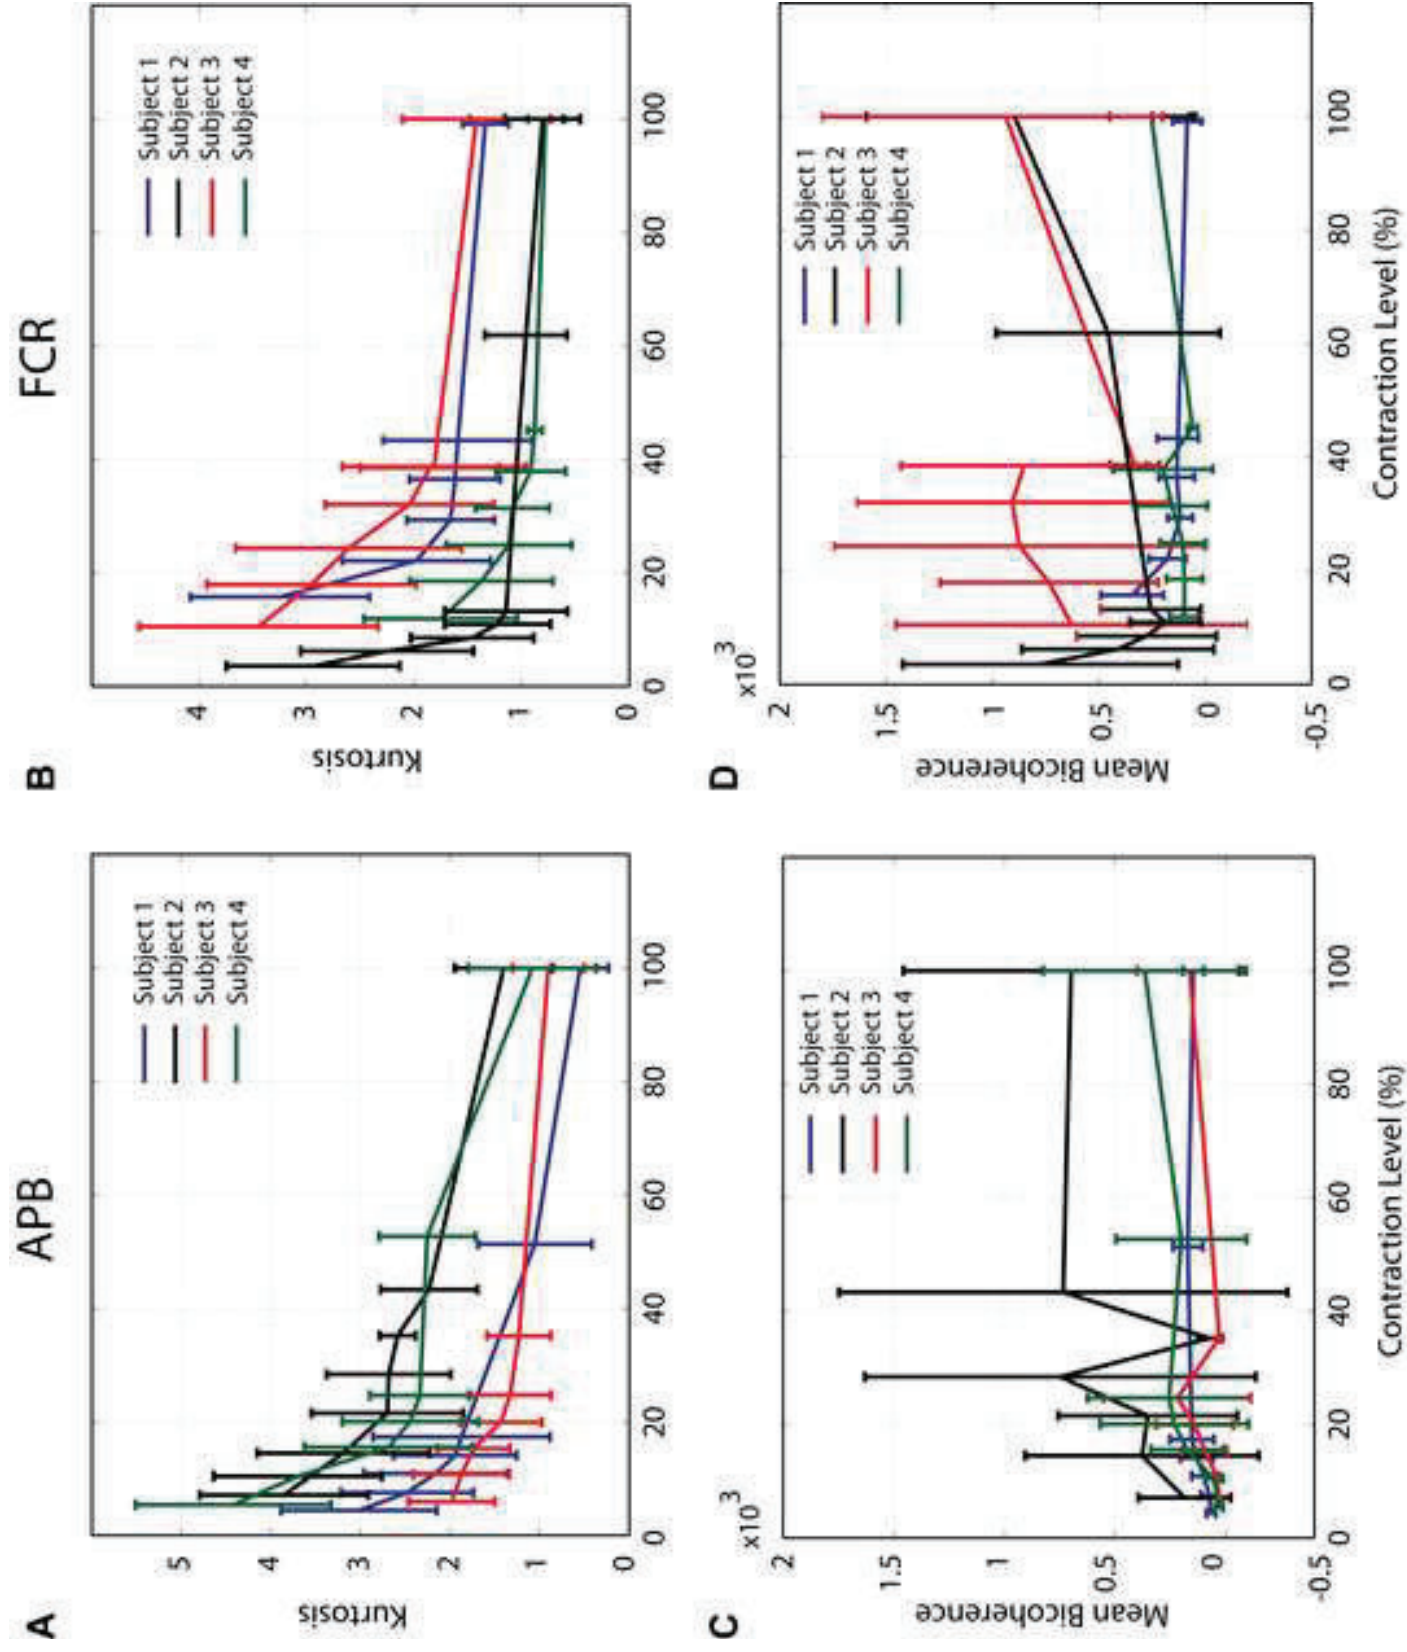 APB
FCR
A
Kurtosis
5
4
3
2
1
0
0 20 40 60 80 100
Subject 1
Subject 2
Subject 3
Subject 4
B
Kurtosis
4
3
2
1
0
0 20 40 60 80 100
Subject 1
Subject 2
Subject 3
Subject 4
C
x10 3
Mean Bicoherence
2
1.5
1
0.5
0
-0.5
0 20 40 60 80 100
Contraction Level (%)
Subject 1
Subject 2
Subject 3
Subject 4
D
x10 3
Mean Bicoherence
2
1.5
1
0.5
0
-0.5
0 20 40 60 80 100
Contraction Level (%)
Subject 1
Subject 2
Subject 3
Subject 4